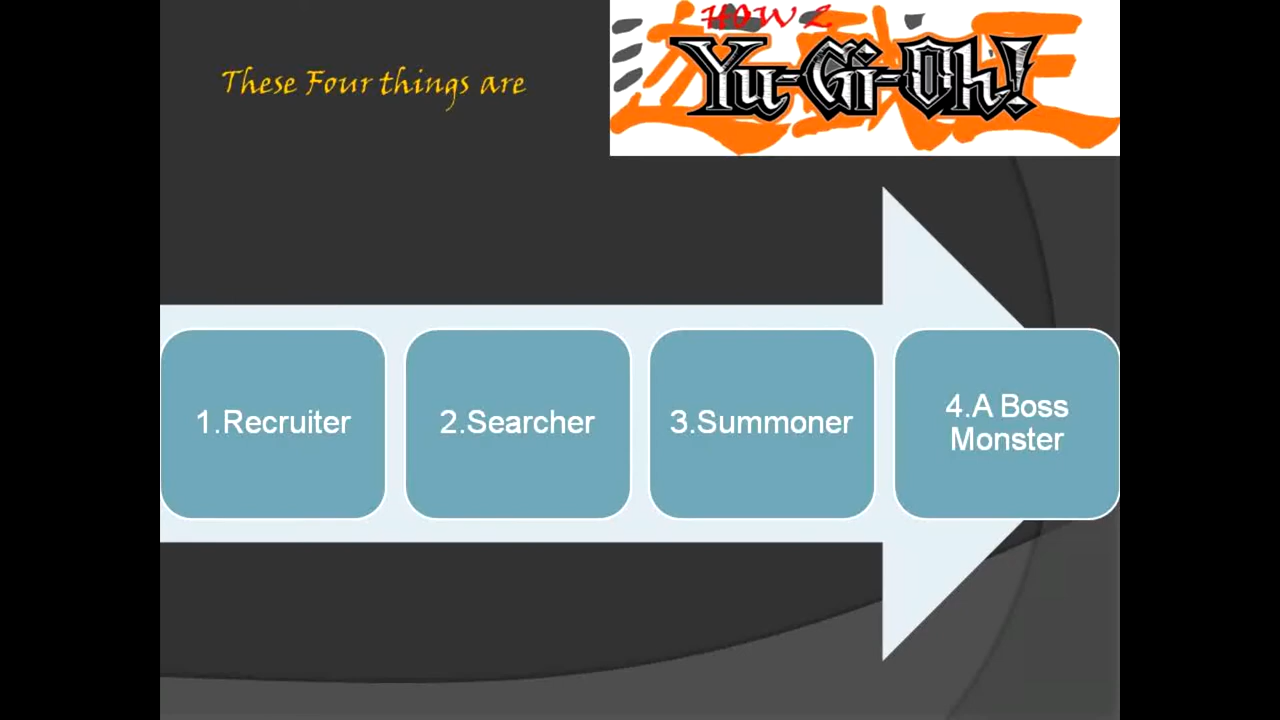 These Four things are
HOW 2
Yu-Gi-Oh!
1.Recruiter
2.Searcher
3.Summoner
4.A Boss
Monster